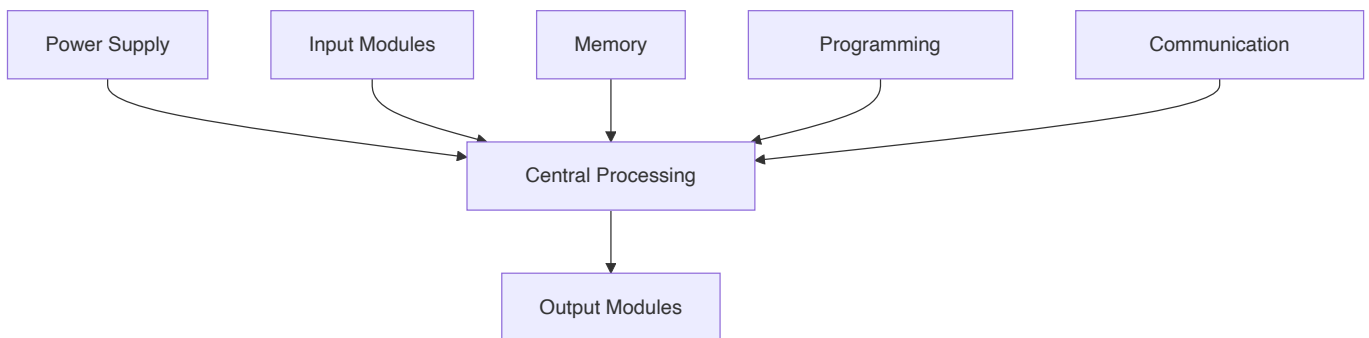 Power Supply
Input Modules
Memory
Programming
Communication
Central Processing
Output Modules